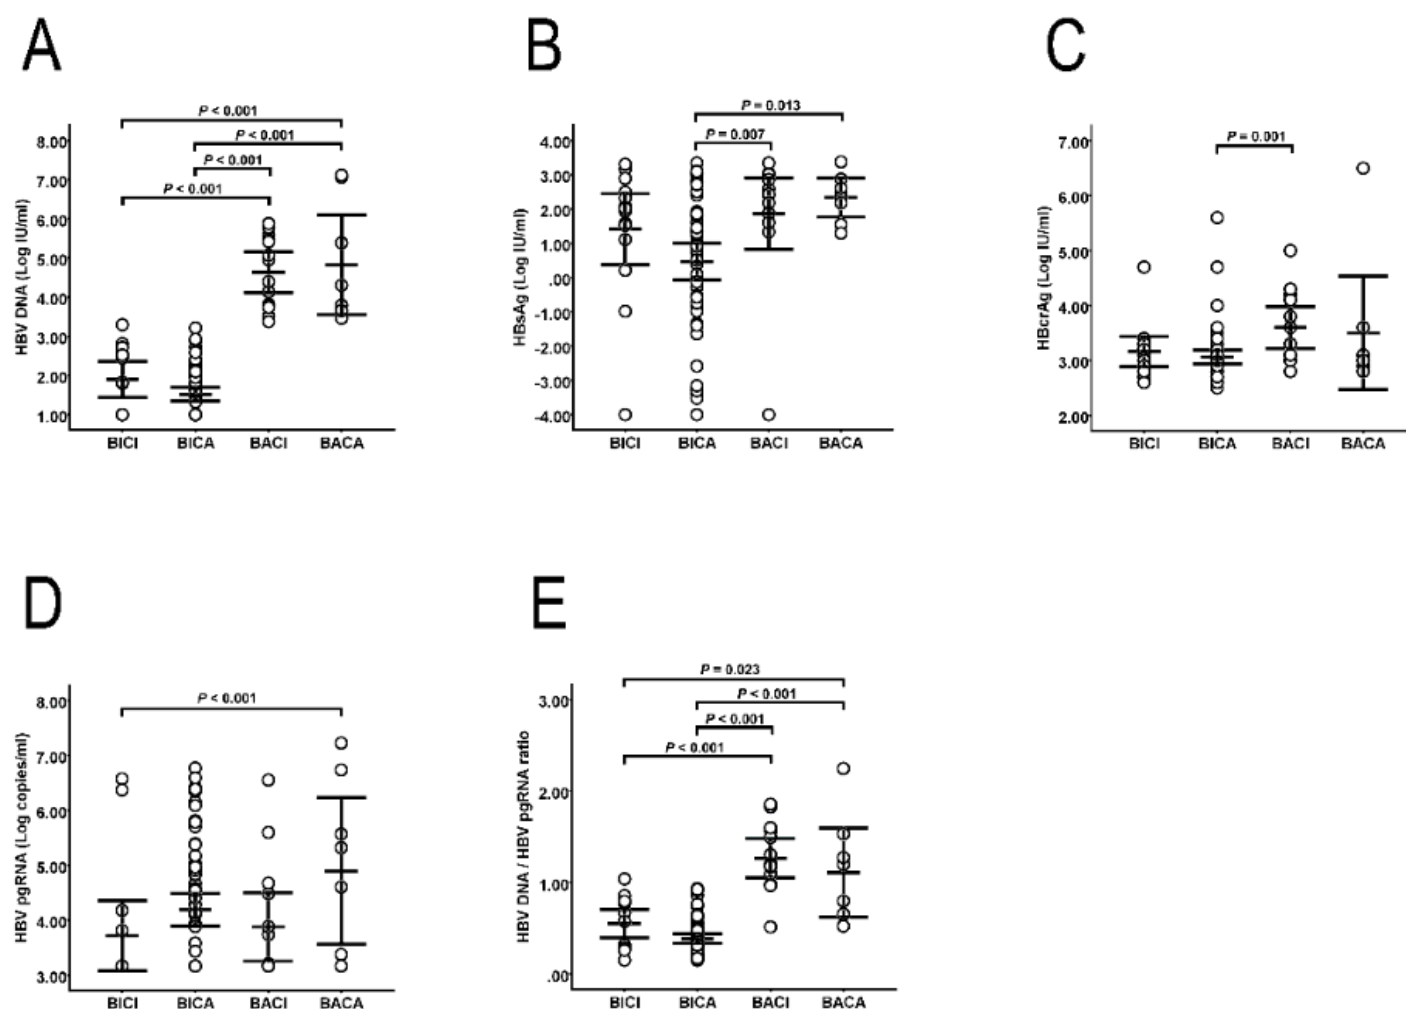 A
B
C
P < 0.001
P < 0.001
P < 0.001
P < 0.001
HBV DNA (Log IU/ml)
8.00
7.00
6.00
5.00
4.00
3.00
2.00
1.00
BICI BICA BACI BACA
P = 0.013
P = 0.007
HBsAg (Log IU/ml)
4.00
3.00
2.00
1.00
.00
-1.00
-2.00
-3.00
-4.00
BICI BICA BACI BACA
P = 0.001
HBcrAg (Log IU/ml)
7.00
6.00
5.00
4.00
3.00
2.00
BICI BICA BACI BACA
D
E
P < 0.001
HBV pgRNA (Log copies/ml)
8.00
7.00
6.00
5.00
4.00
3.00
BICI BICA BACI BACA
P = 0.023
P < 0.001
P < 0.001
P < 0.001
HBV DNA / HBV pgRNA ratio
3.00
2.00
1.00
.00
BICI BICA BACI BACA